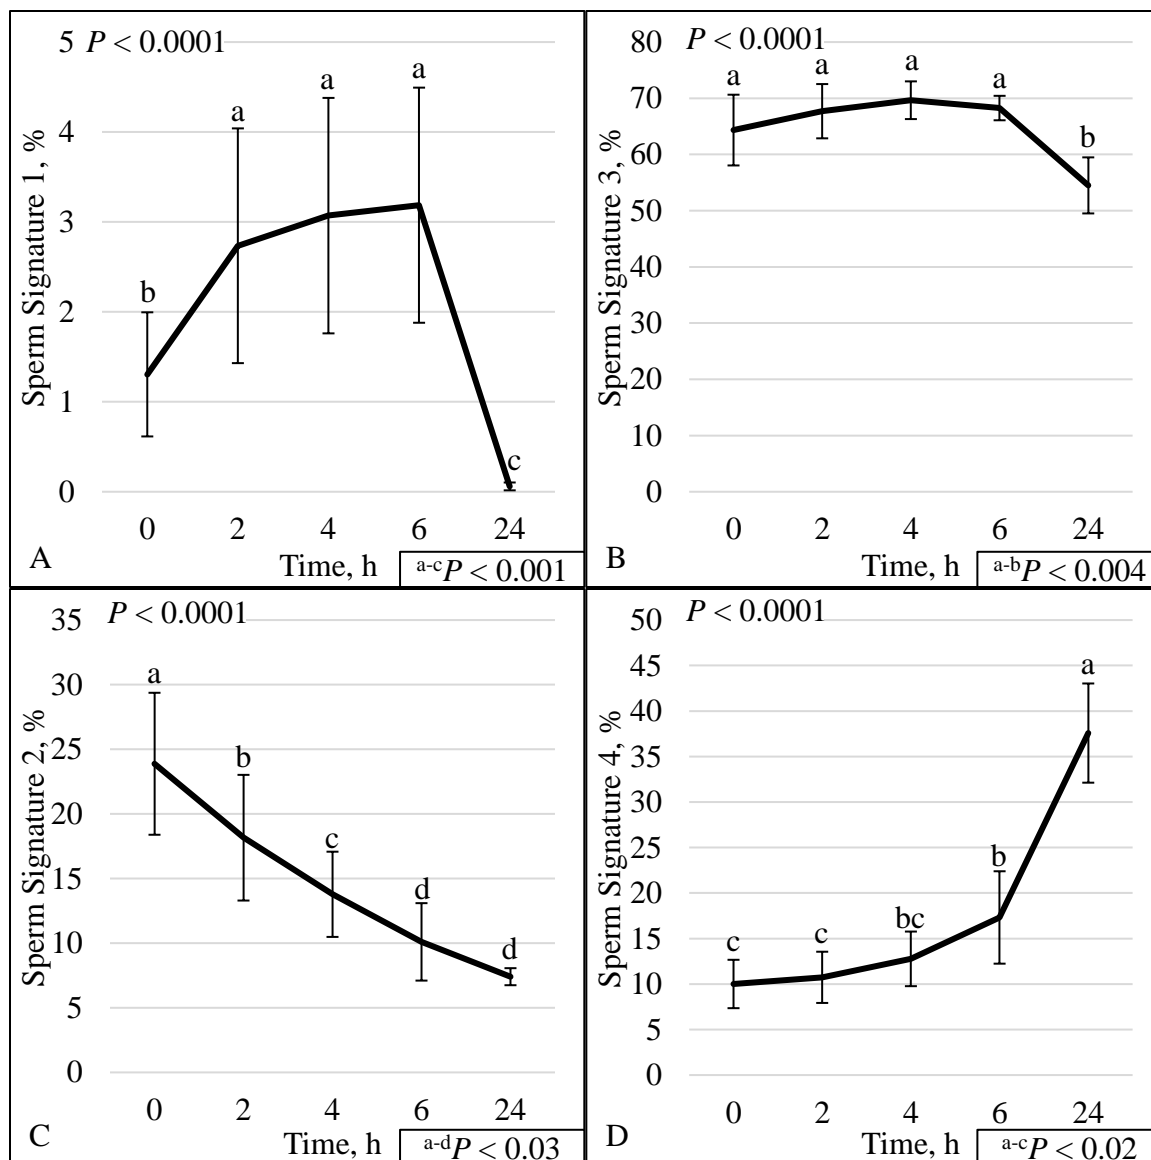 P < 0.0001
Sperm Signature 1, %
5
4
3
2
1
0
b
a
a
a
c
0 2 4 6 24
A
Time, h
a-cP < 0.001
P < 0.0001
Sperm Signature 3, %
80
70
60
50
40
30
20
10
0
a
a
a
a
b
0 2 4 6 24
B
Time, h
a-bP < 0.004
P < 0.0001
Sperm Signature 2, %
35
30
25
20
15
10
5
0
a
b
c
d
d
0 2 4 6 24
C
Time, h
a-dP < 0.03
P < 0.0001
Sperm Signature 4, %
50
45
40
35
30
25
20
15
10
5
0
c
c
bc
b
a
0 2 4 6 24
D
Time, h
a-cP < 0.02